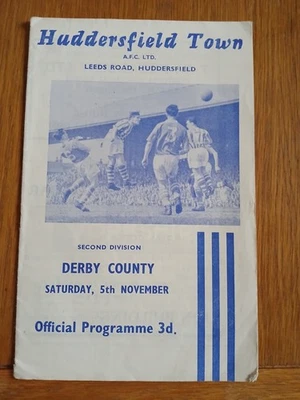 Huddersfield Town
A.F.C. LTD.
LEEDS ROAD, HUDDERSFIELD
SECOND DIVISION
DERBY COUNTY
SATURDAY, 5th NOVEMBER
Official Programme 3d.